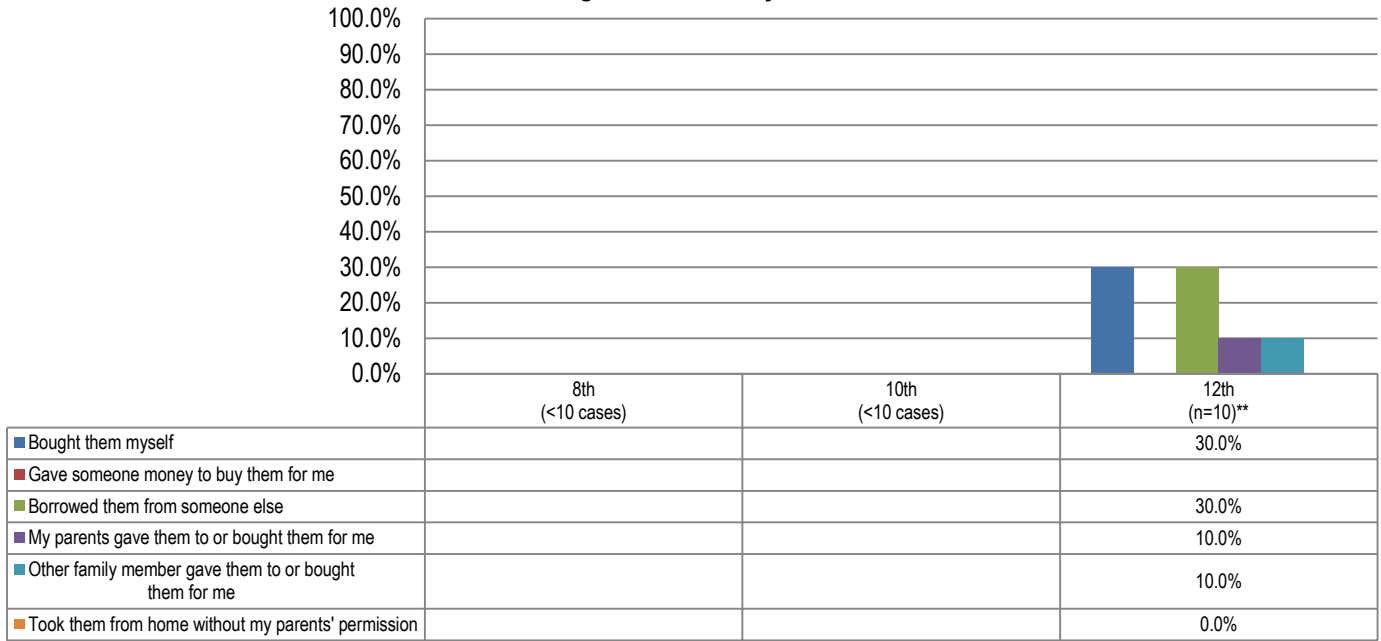 100.0%
90.0%
80.0%
70.0%
60.0%
50.0%
40.0%
30.0%
20.0%
10.0%
0.0%
8th 10th 12th
(<10 cases) (<10 cases) (n=10)**
Bought them myself 30.0%
Gave someone money to buy them for me
Borrowed them from someone else 30.0%
My parents gave them to or bought them for me 10.0%
Other family member gave them to or bought
them for me 10.0%
Took them from home without my parents' permission 0.0%